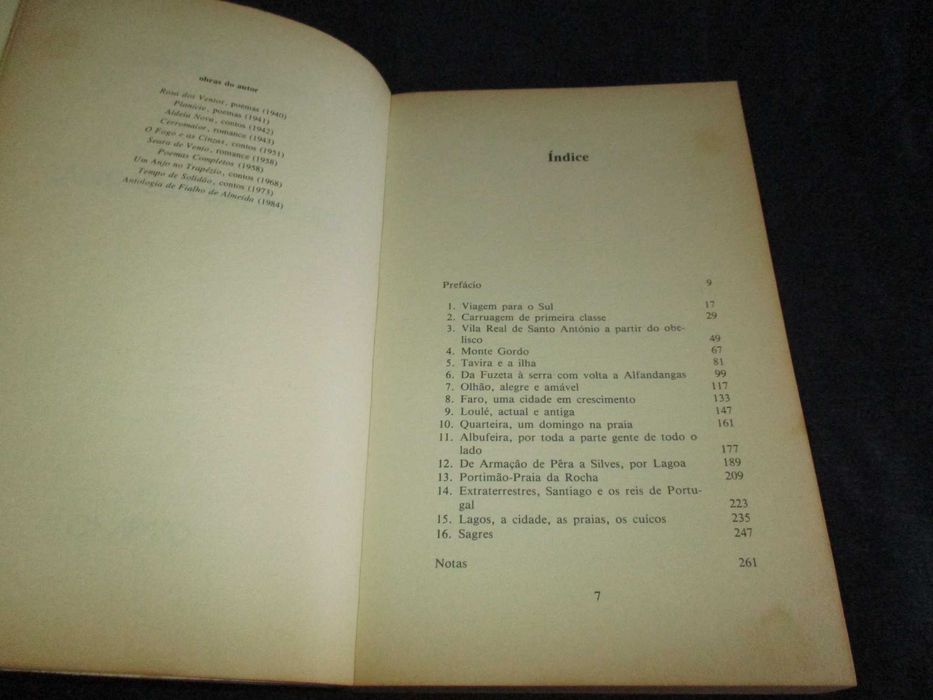 obras do autor
Rosa dos Ventos, poemas (1940)
Planície, poemas (1941)
Aldeia Nova, contos (1942)
Cerromaior, romance (1943)
O Fogo e as Cinzas, contos (1951)
Seara de Vento, romance (1958)
Poemas Completos (1958)
Um Anjo no Trapézio, contos (1968)
Tempo de Solidão, contos (1973)
Antologia de Fialho de Almeida (1984)
Índice
Prefácio 9
1. Viagem para o Sul 17
2. Carruagem de primeira classe 29
3. Vila Real de Santo António a partir do obe-
lisco 49
4. Monte Gordo 67
5. Tavira e a ilha 81
6. Da Fuzeta à serra com volta a Alfandangas 99
7. Olhão, alegre e amável 117
8. Faro, uma cidade em crescimento 133
9. Loulé, actual e antiga 147
10. Quarteira, um domingo na praia 161
11. Albufeira, por toda a parte gente de todo o
lado 177
12. De Armação de Pêra a Silves, por Lagoa 189
13. Portimão-Praia da Rocha 209
14. Extraterrestres, Santiago e os reis de Portu-
gal 223
15. Lagos, a cidade, as praias, os cuícos 235
16. Sagres 247
Notas 261
7